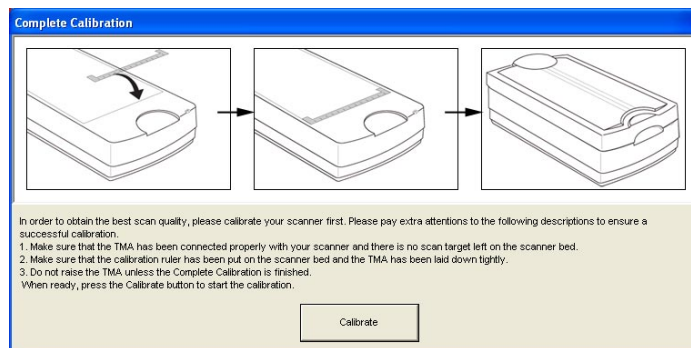 Complete Calibration
In order to obtain the best scan quality, please calibrate your scanner first. Please pay extra attentions to the following descriptions to ensure a
successful calibration.
1. Make sure that the TMA has been connected properly with your scanner and there is no scan target left on the scanner bed.
2. Make sure that the calibration ruler has been put on the scanner bed and the TMA has been laid down tightly.
3. Do not raise the TMA unless the Complete Calibration is finished.
When ready, press the Calibrate button to start the calibration.
Calibrate